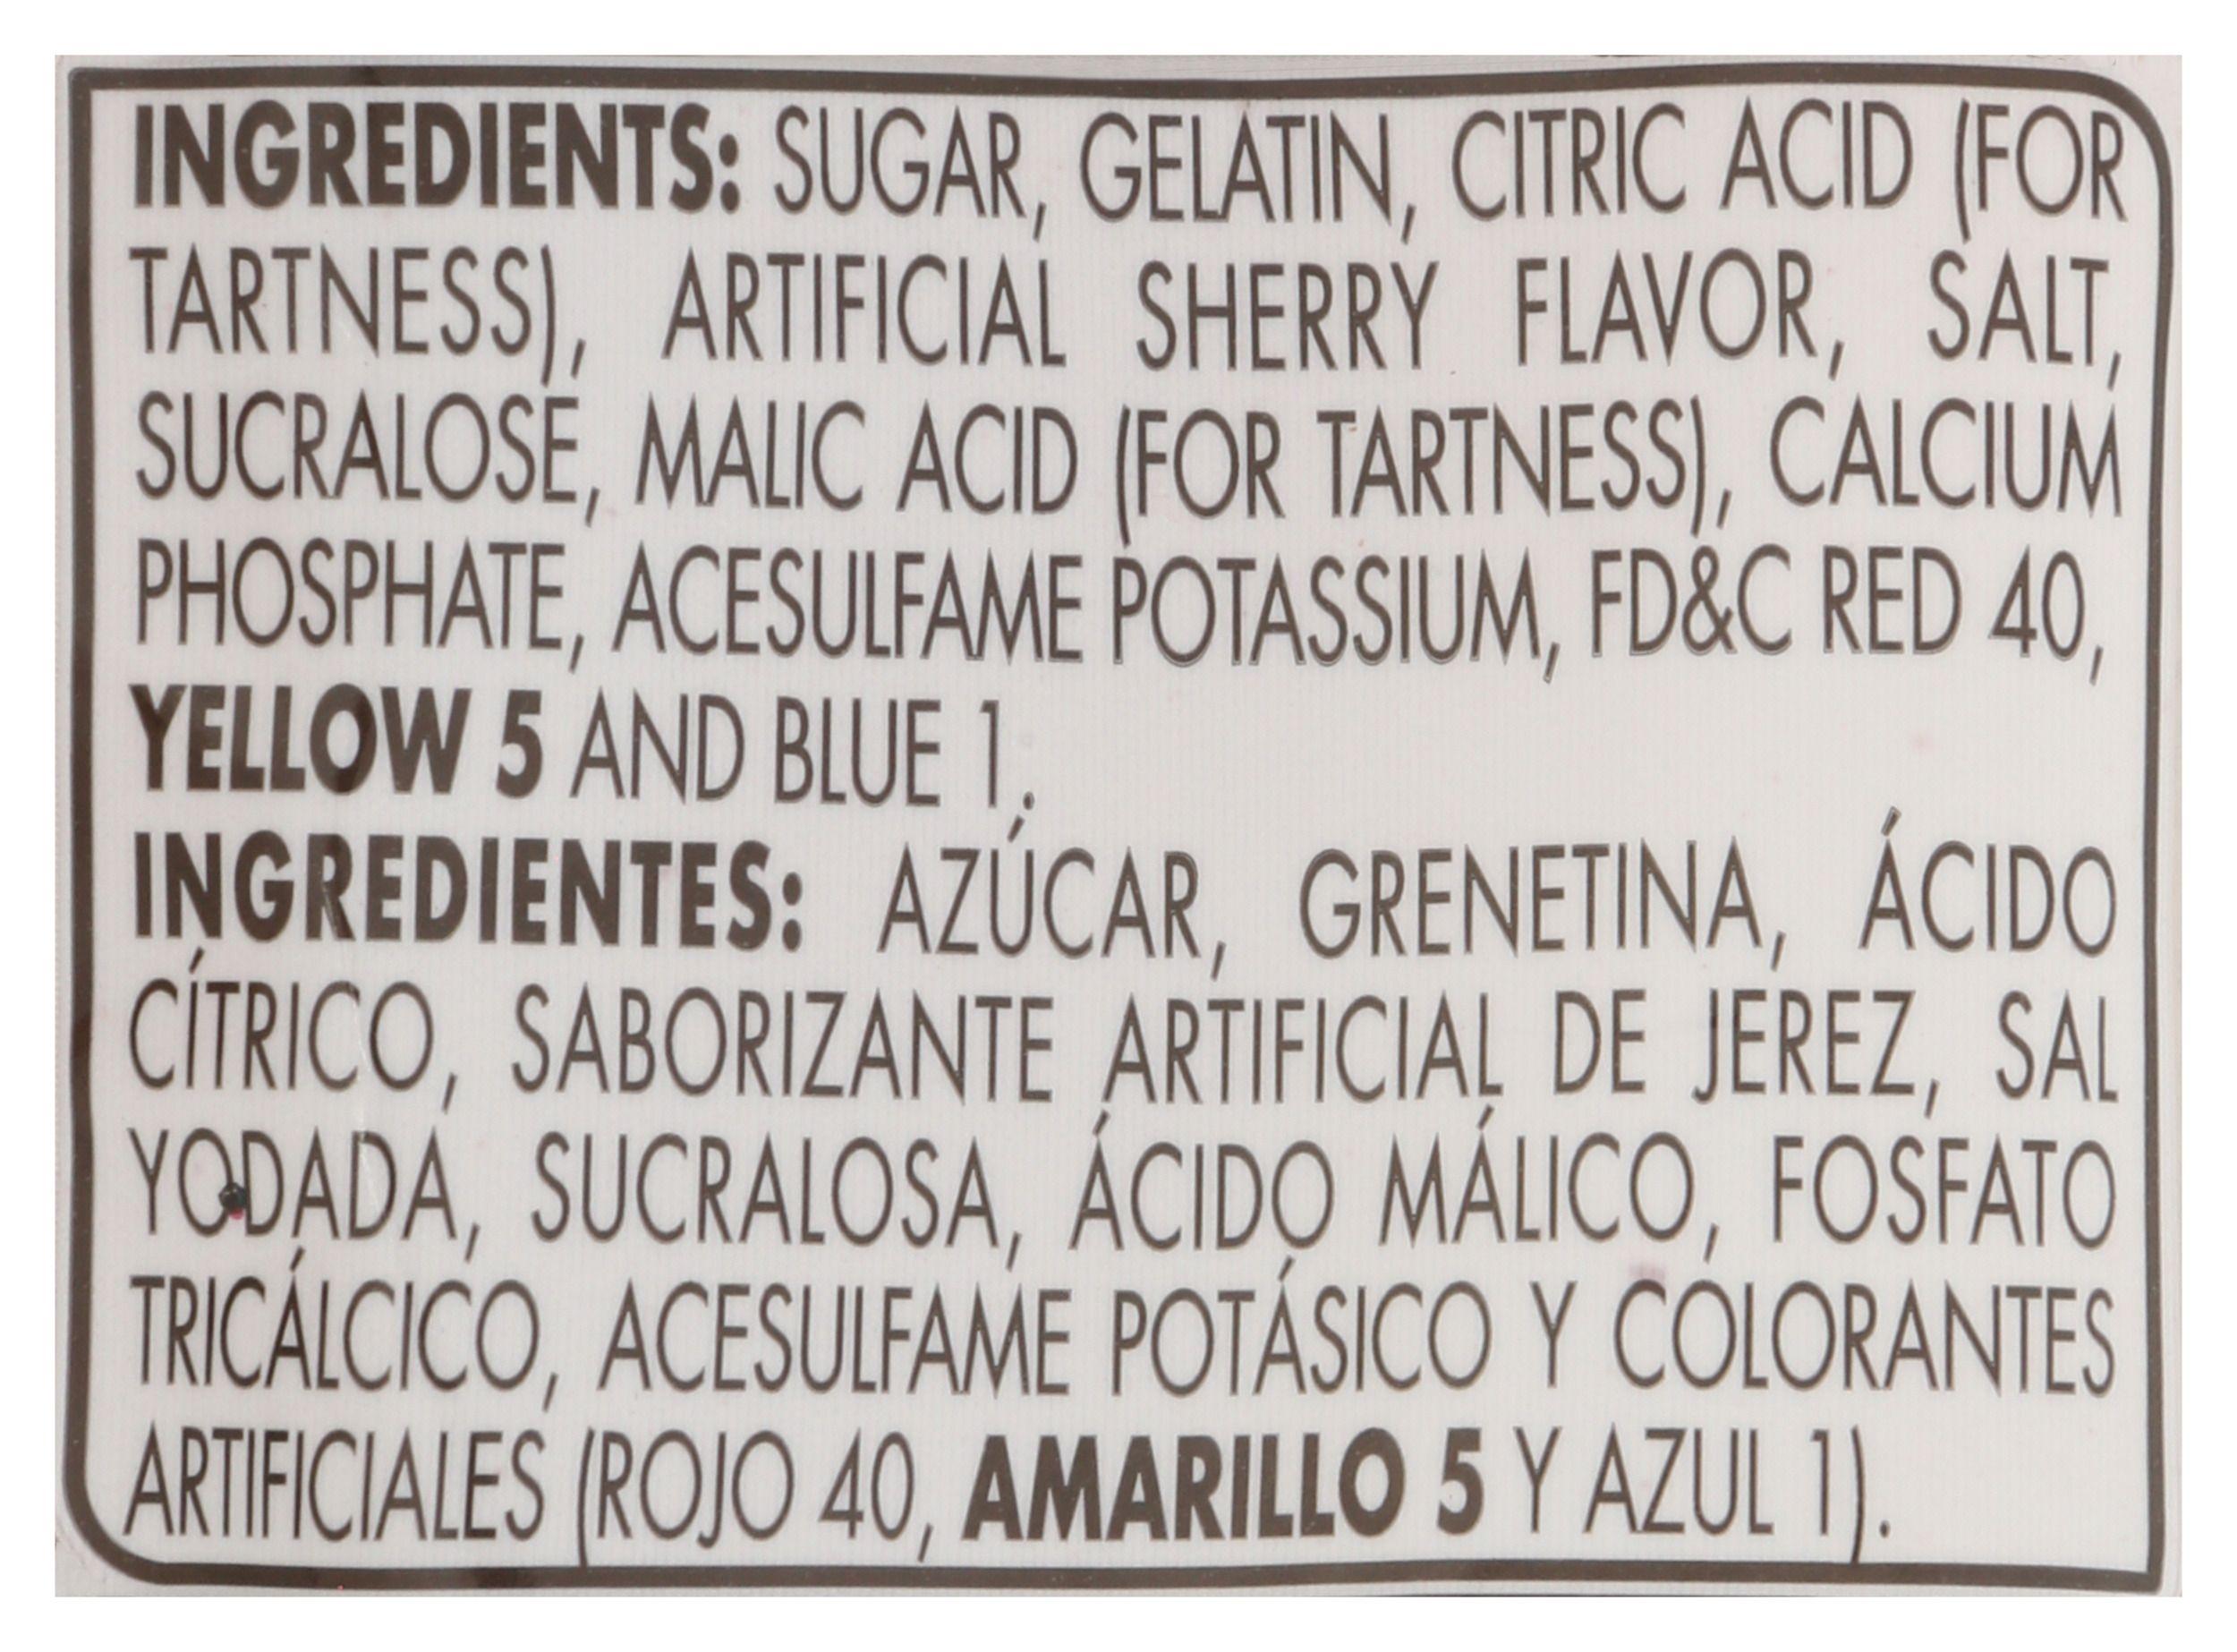 INGREDIENTS: SUGAR, GELATIN, CITRIC ACID (FOR
TARTNESS), ARTIFICIAL SHERRY FLAVOR, SALT,
SUCRALOSE, MALIC ACID (FOR TARTNESS), CALCIUM
PHOSPHATE, ACESULFAME POTASSIUM, FD&C RED 40,
YELLOW 5 AND BLUE 1.
INGREDIENTES: AZÚCAR, GRENETINA, ÁCIDO
CÍTRICO, SABORIZANTE ARTIFICIAL DE JEREZ, SAL
YODADA, SUCRALOSA, ÁCIDO MÁLICO, FOSFATO
TRICÁLCICO, ACESULFAME POTÁSICO Y COLORANTES
ARTIFICIALES (ROJO 40, AMARILLO 5 Y AZUL 1).